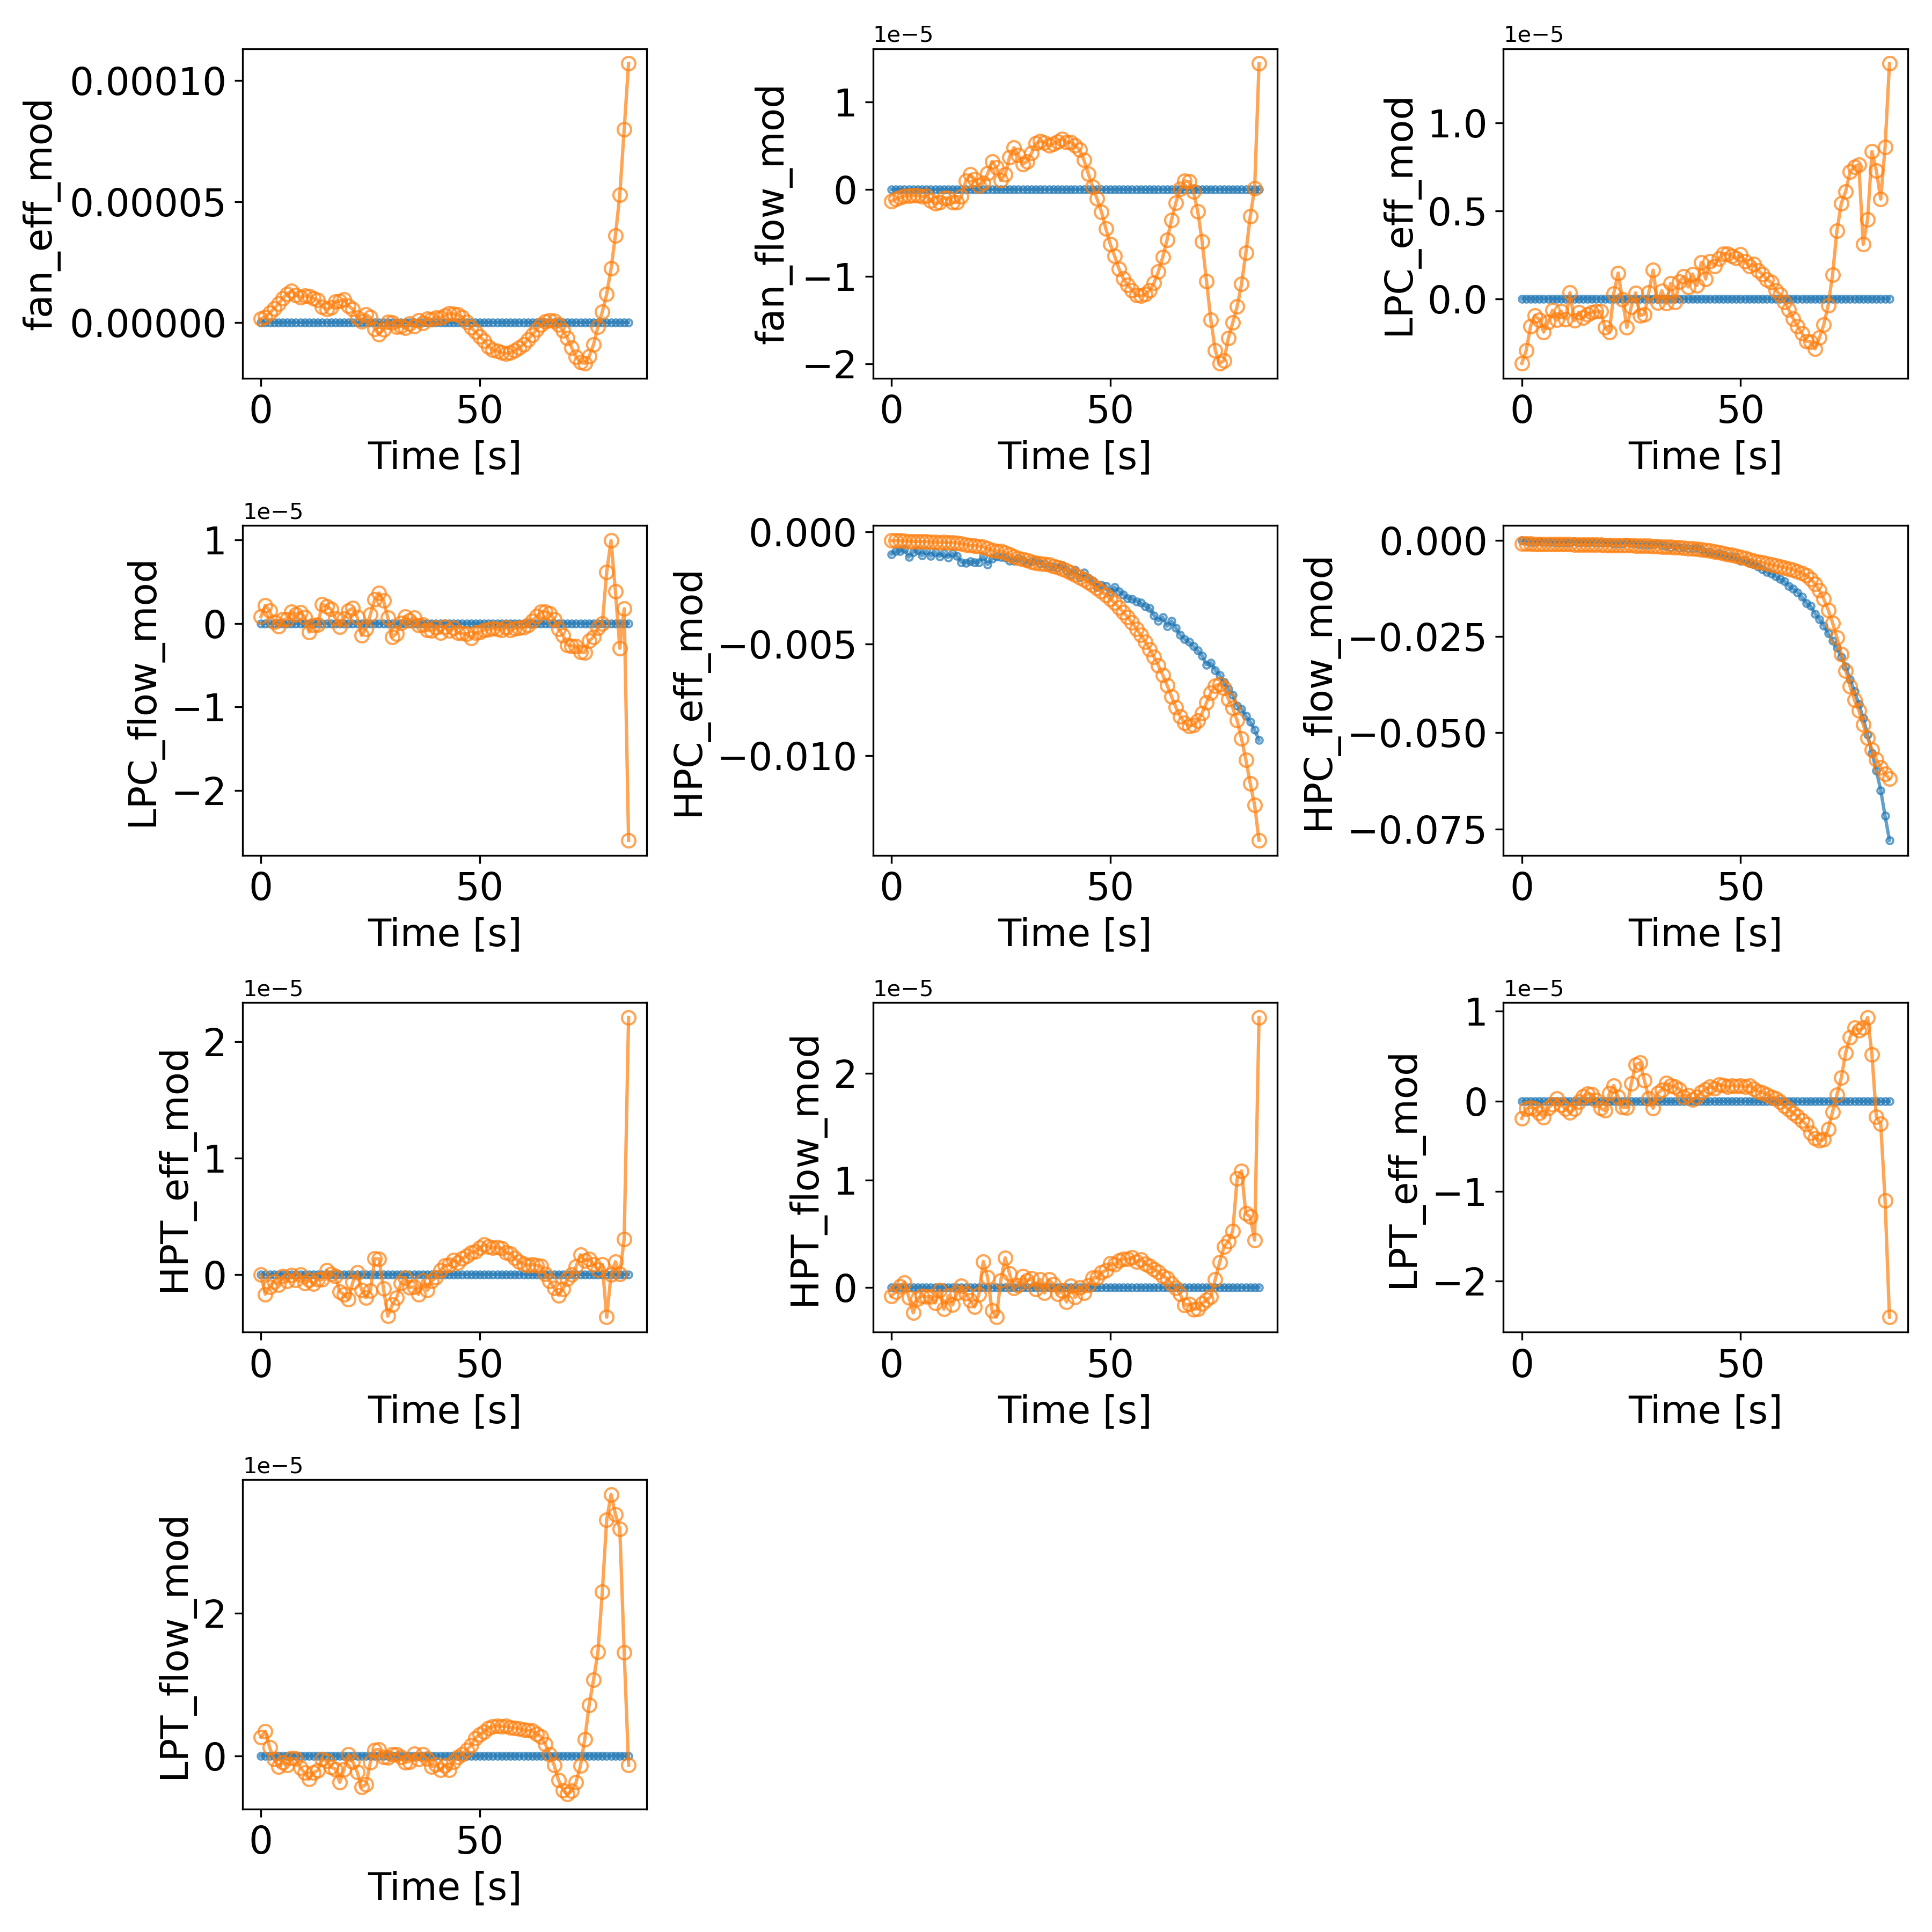 fan_eff_mod
0.00010
0.00005
0.00000
0 50
Time [s]
1e−5
fan_flow_mod
1
0
−1
−2
0 50
Time [s]
1e−5
LPC_eff_mod
1.0
0.5
0.0
0 50
Time [s]
1e−5
LPC_flow_mod
1
0
−1
−2
0 50
Time [s]
HPC_eff_mod
0.000
−0.005
−0.010
0 50
Time [s]
HPC_flow_mod
0.000
−0.025
−0.050
−0.075
0 50
Time [s]
1e−5
HPT_eff_mod
2
1
0
0 50
Time [s]
1e−5
HPT_flow_mod
2
1
0
0 50
Time [s]
1e−5
LPT_eff_mod
1
0
−1
−2
0 50
Time [s]
1e−5
LPT_flow_mod
2
0
0 50
Time [s]